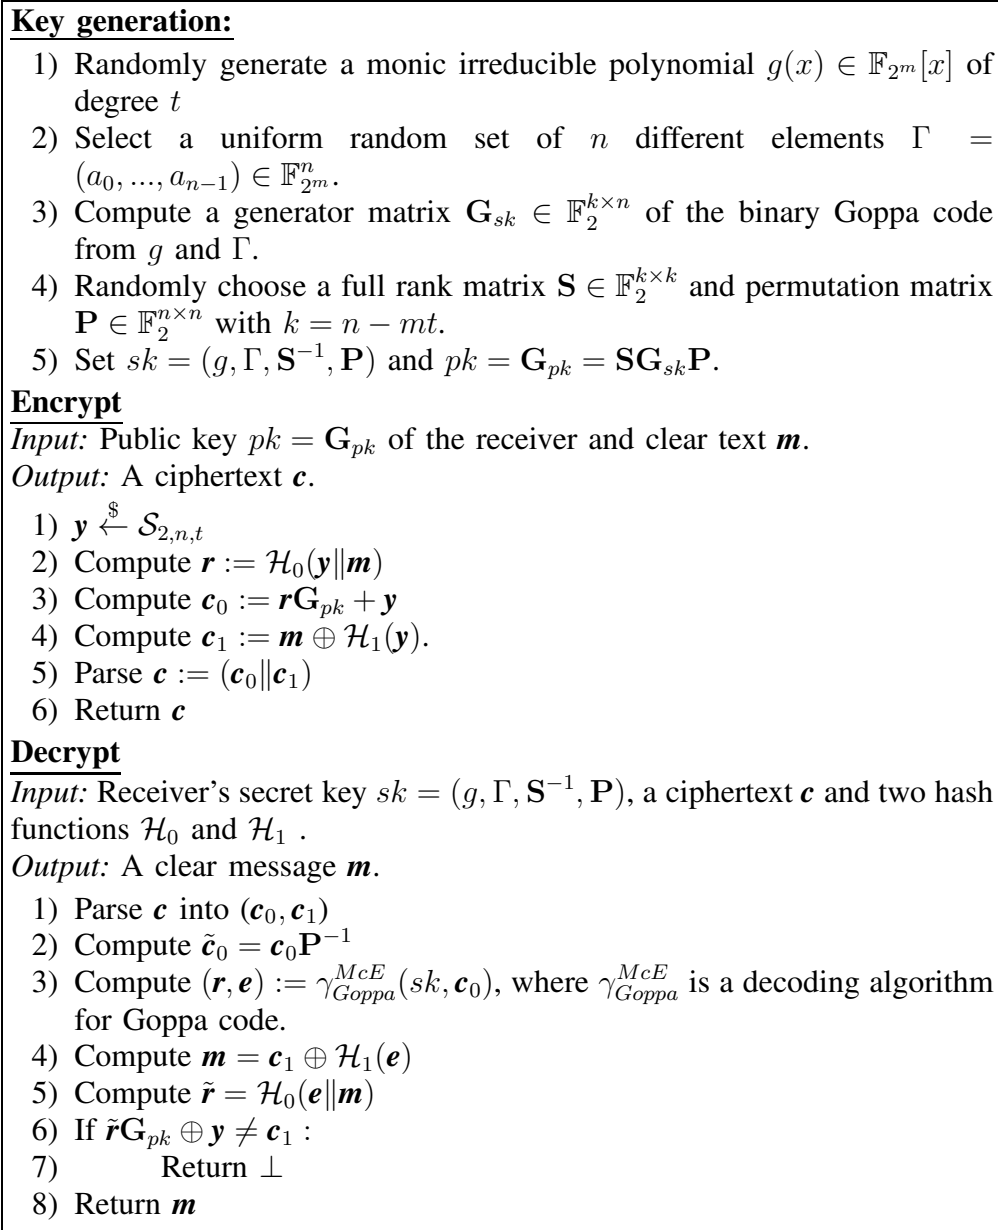 Key generation:
1) Randomly generate a monic irreducible polynomial g(x) ∈ 𝔽_{2^m}[x] of
degree t
2) Select a uniform random set of n different elements Γ =
(a_0, ..., a_{n−1}) ∈ 𝔽_{2^m}^n.
3) Compute a generator matrix G_{sk} ∈ 𝔽_2^{k×n} of the binary Goppa code
from g and Γ.
4) Randomly choose a full rank matrix S ∈ 𝔽_2^{k×k} and permutation matrix
P ∈ 𝔽_2^{n×n} with k = n − mt.
5) Set sk = (g, Γ, S^{−1}, P) and pk = G_{pk} = SG_{sk}P.
Encrypt
Input: Public key pk = G_{pk} of the receiver and clear text m.
Output: A ciphertext c.
1) y ←^{$} 𝒮_{2,n,t}
2) Compute r := ℋ_0(y‖m)
3) Compute c_0 := rG_{pk} + y
4) Compute c_1 := m ⊕ ℋ_1(y).
5) Parse c := (c_0‖c_1)
6) Return c
Decrypt
Input: Receiver's secret key sk = (g, Γ, S^{−1}, P), a ciphertext c and two hash
functions ℋ_0 and ℋ_1 .
Output: A clear message m.
1) Parse c into (c_0, c_1)
2) Compute c̃_0 = c_0P^{−1}
3) Compute (r, e) := γ_{Goppa}^{McE}(sk, c_0), where γ_{Goppa}^{McE} is a decoding algorithm
for Goppa code.
4) Compute m = c_1 ⊕ ℋ_1(e)
5) Compute r̃ = ℋ_0(e‖m)
6) If r̃G_{pk} ⊕ y ≠ c_1 :
7) Return ⊥
8) Return m